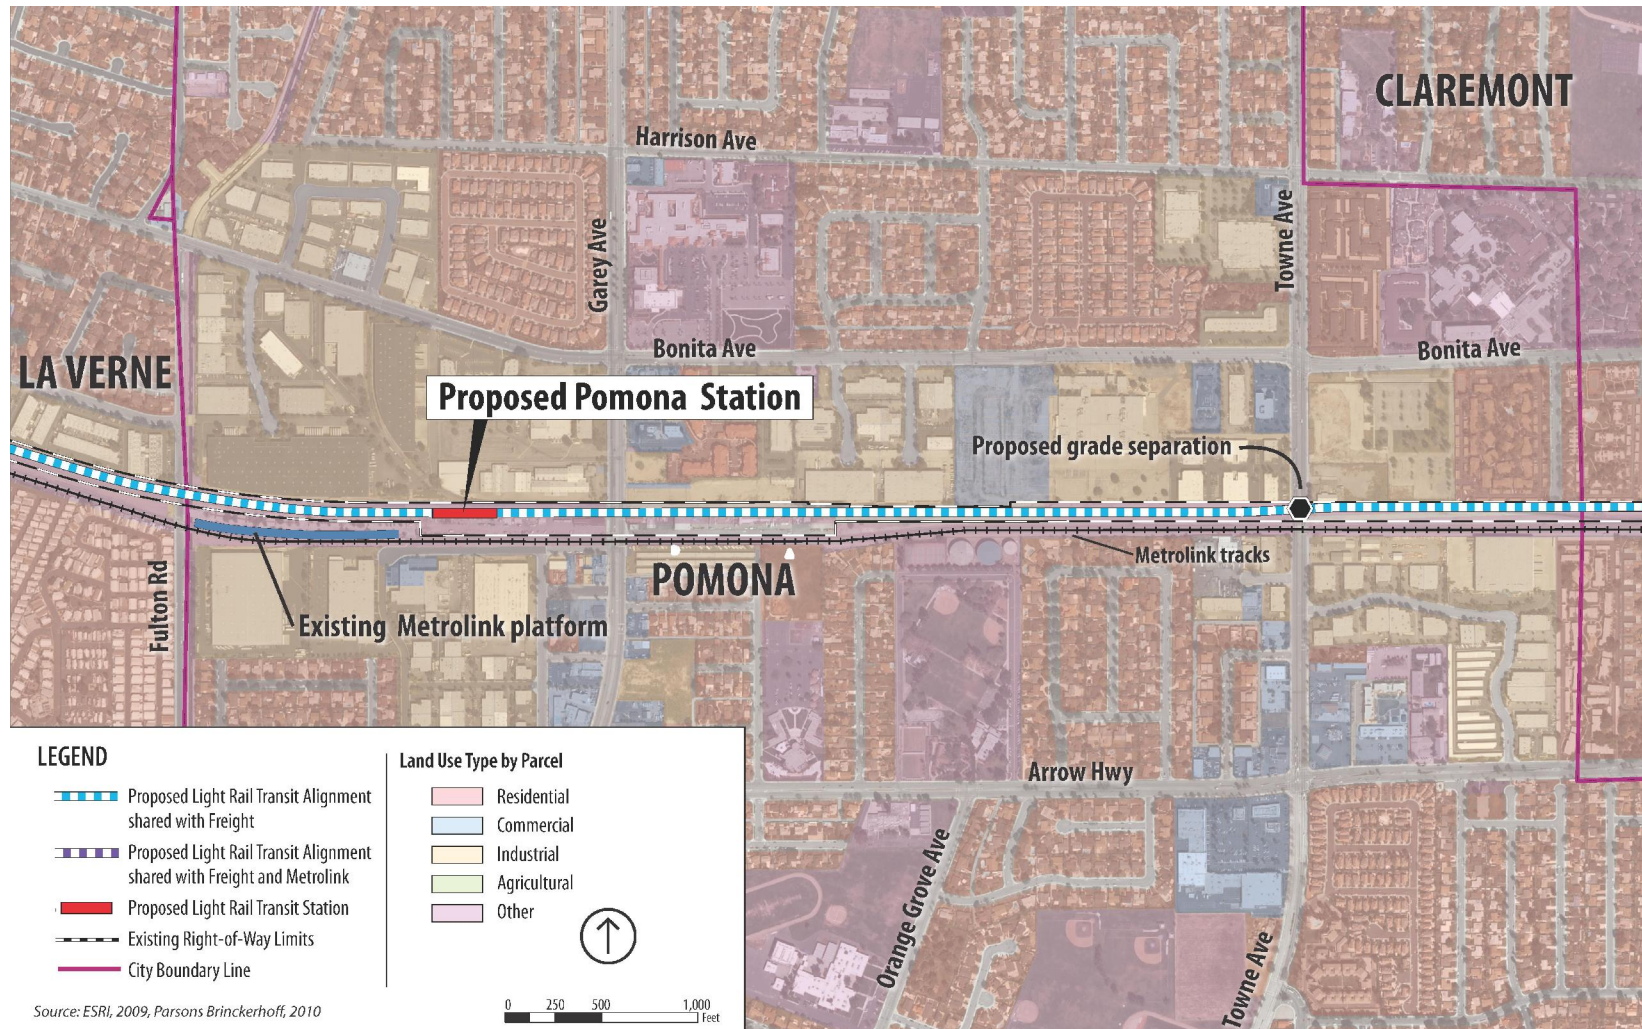 CLAREMONT
Harrison Ave
Garey Ave
Towne Ave
Bonita Ave
Bonita Ave
LA VERNE
Proposed Pomona Station
Proposed grade separation
Metrolink tracks
POMONA
Fulton Rd
Existing Metrolink platform
Arrow Hwy
Orange Grove Ave
Towne Ave
LEGEND
Proposed Light Rail Transit Alignment
shared with Freight
Proposed Light Rail Transit Alignment
shared with Freight and Metrolink
Proposed Light Rail Transit Station
Existing Right-of-Way Limits
City Boundary Line
Land Use Type by Parcel
Residential
Commercial
Industrial
Agricultural
Other
0 250 500 1,000
Feet
Source: ESRI, 2009, Parsons Brinckerhoff, 2010